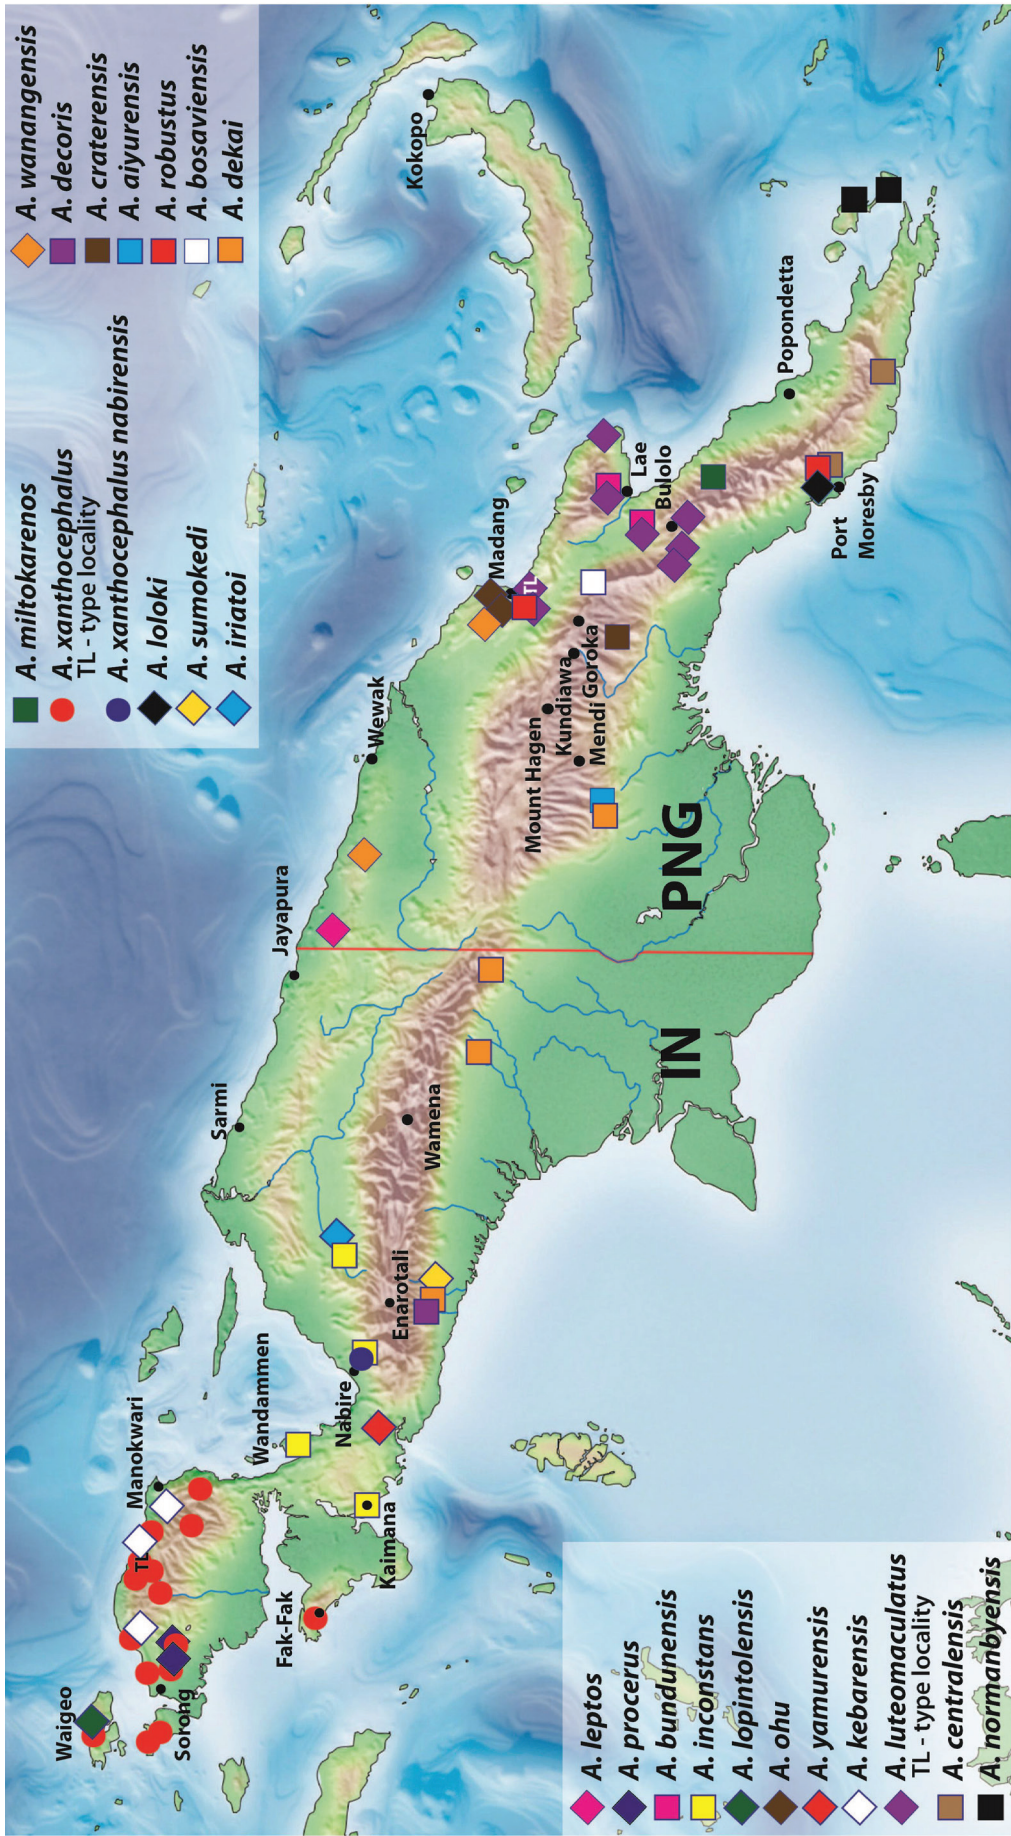 A. miltokarenos
A. xanthocephalus
TL - type locality
A. xanthocephalus nabirensis
A. loloki
A. sumokedi
A. iriatoi
A. wanangensis
A. decoris
A. craterensis
A. aiyurensis
A. robustus
A. bosaviensis
A. dekai
Waigeo
Sorong
TL
Manokwari
Fak-Fak
Kaimana
Wandammen
Nabire
Enarotali
Sarmi
Wamena
Jayapura
IN
PNG
Wewak
Mount Hagen
Kundiawa
Mendi
Goroka
Madang
TL
Lae
Bulolo
Kokopo
Popondetta
Port
Moresby
A. leptos
A. procerus
A. bundunensis
A. inconstans
A. lopintolensis
A. ohu
A. yamurensis
A. kebarensis
A. luteomaculatus
TL - type locality
A. centralensis
A. normanbyensis